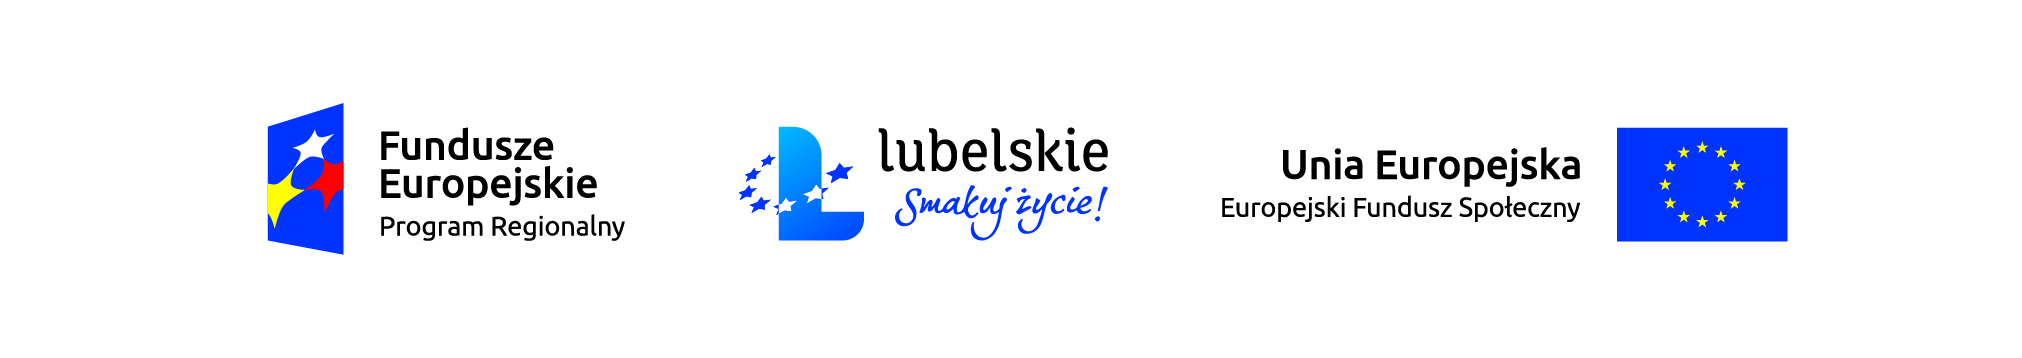 Fundusze
Europejskie
Program Regionalny
lubelskie
Smakuj życie!
Unia Europejska
Europejski Fundusz Społeczny